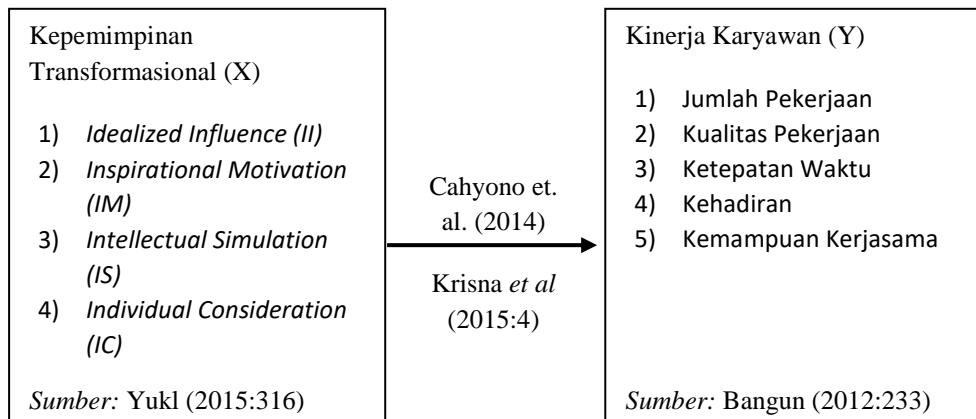 Kepemimpinan
Transformasional (X)
1) Idealized Influence (II)
2) Inspirational Motivation
(IM)
3) Intellectual Simulation
(IS)
4) Individual Consideration
(IC)
Sumber: Yukl (2015:316)
Cahyono et.
al. (2014)
Krisna et al
(2015:4)
Kinerja Karyawan (Y)
1) Jumlah Pekerjaan
2) Kualitas Pekerjaan
3) Ketepatan Waktu
4) Kehadiran
5) Kemampuan Kerjasama
Sumber: Bangun (2012:233)